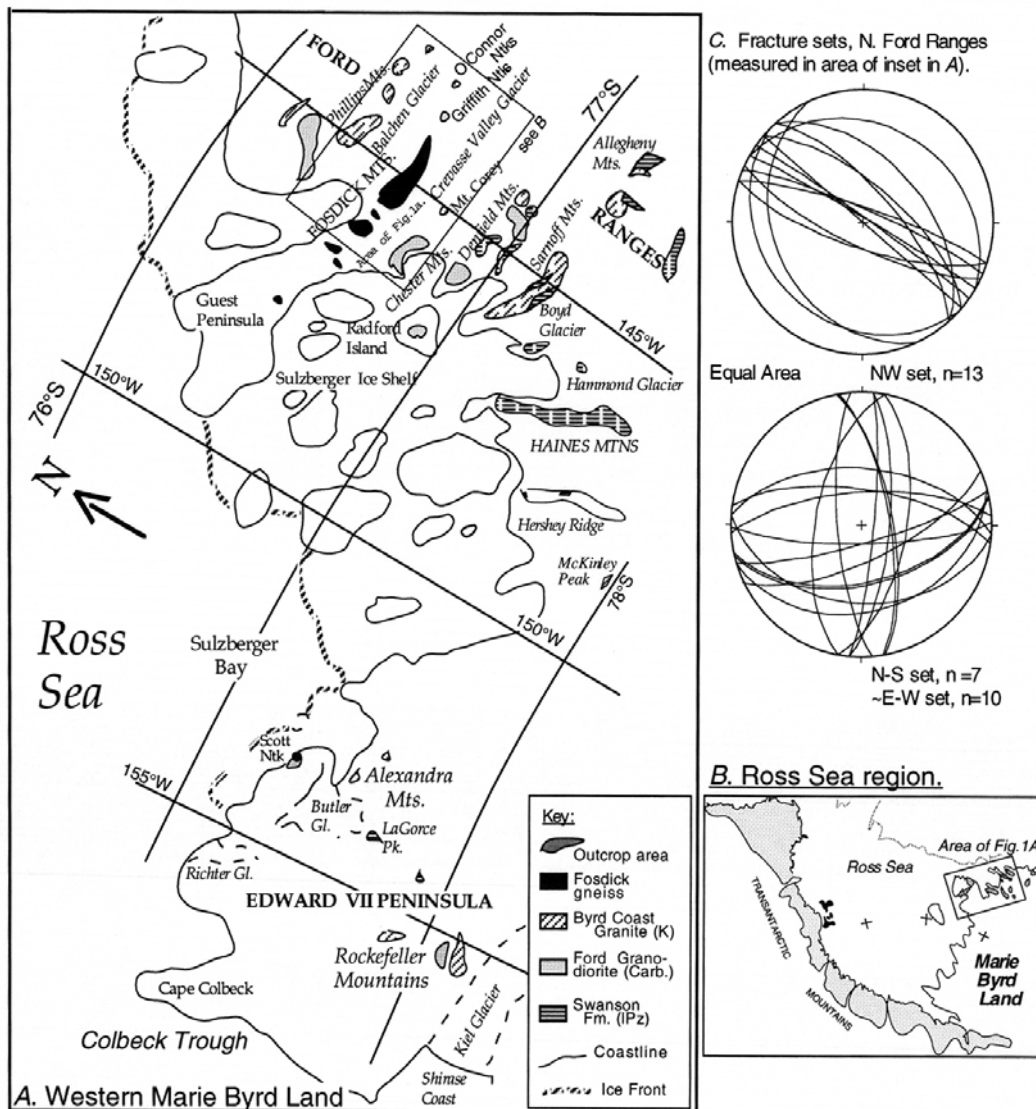 FORD
RANGES
Phillips Mts.
Balchen Glacier
Connor
Ntks
Griffith Ntls
Crevasse Valley Glacier
see B
77°S
FOSDICK MTS.
Area of Fig.1a.
Mt. Corey
Chester Mts.
Denfield Mts.
Sarnoff Mts.
Allegheny
Mts.
Boyd
Glacier
145°W
Guest
Peninsula
Radford
Island
Sulzberger Ice Shelf
Hammond Glacier
HAINES MTNS
76°S
150°W
N
Hershey Ridge
McKinley
Peak
78°S
150°W
Ross
Sea
Sulzberger
Bay
Scott
Ntk
155°W
Alexandra
Mts.
Butler
Gl.
LaGorce
Pk.
Richter Gl.
EDWARD VII PENINSULA
Rockefeller
Mountains
Cape Colbeck
Colbeck Trough
Kiel Glacier
Shirase
Coast
A. Western Marie Byrd Land
Key:
Outcrop area
Fosdick
gneiss
Byrd Coast
Granite (K)
Ford Grano-
diorite (Carb.)
Swanson
Fm. (lPz)
Coastline
Ice Front
C. Fracture sets, N. Ford Ranges
(measured in area of inset in A).
Equal Area
NW set, n=13
N-S set, n =7
~E-W set, n=10
B. Ross Sea region.
Ross Sea
Area of Fig.1A
TRANSANTARCTIC
MOUNTAINS
Marie
Byrd
Land